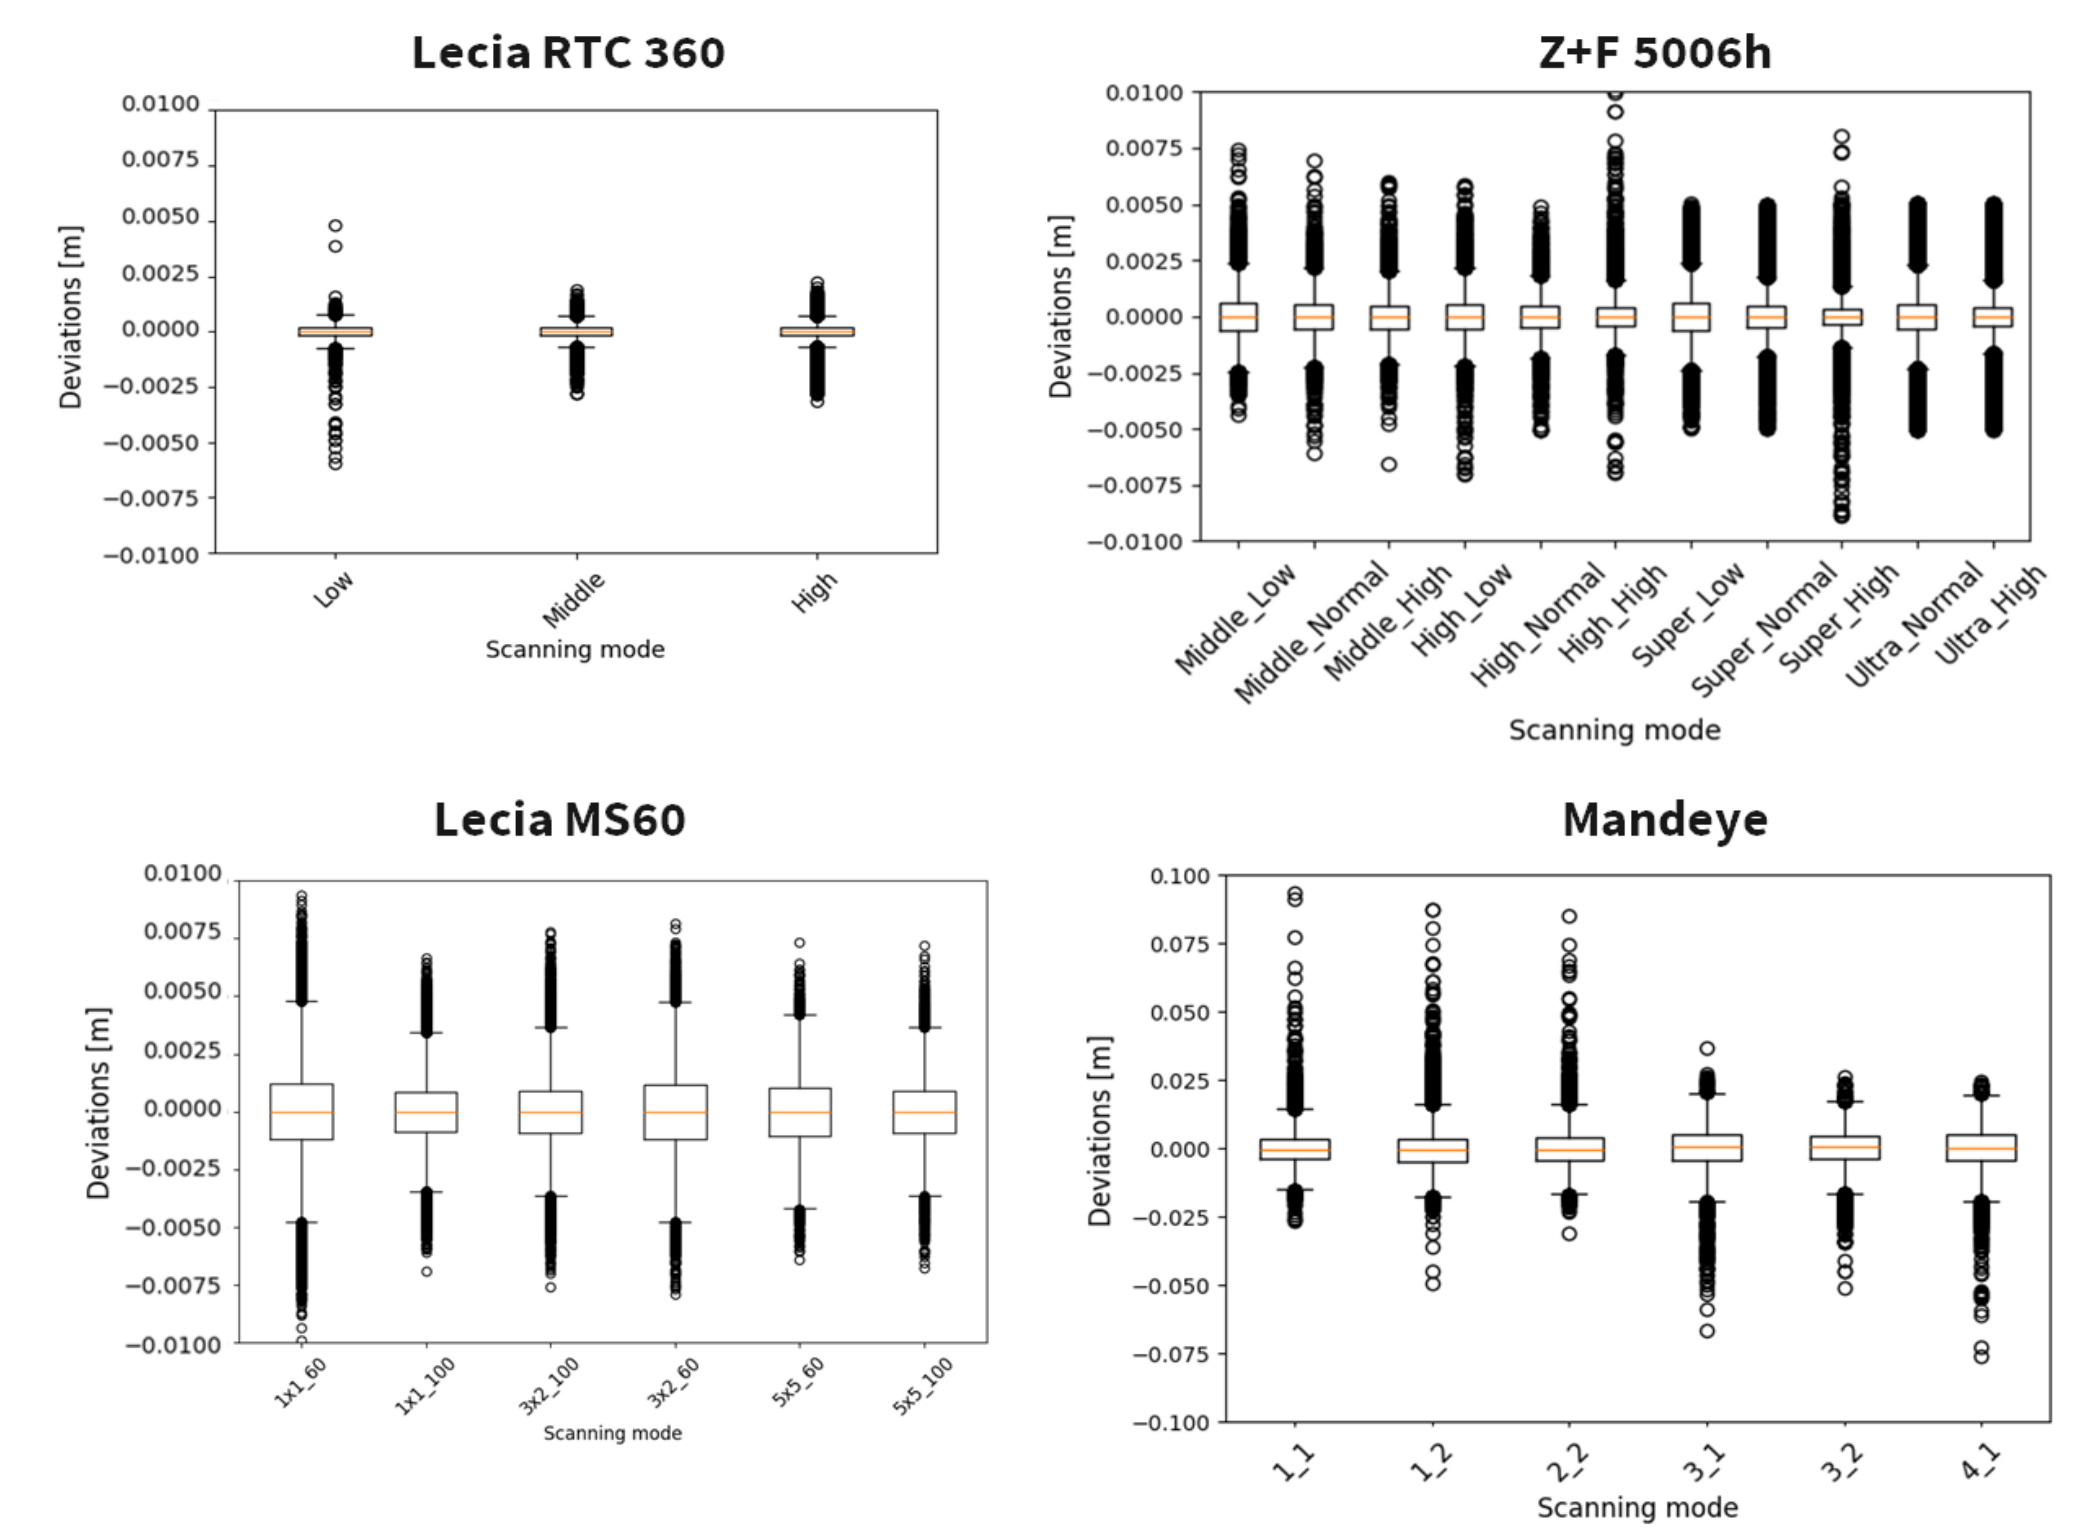 Lecia RTC 360
0.0100
0.0075
0.0050
0.0025
0.0000
−0.0025
−0.0050
−0.0075
−0.0100
Deviations [m]
Low
Middle
High
Scanning mode
Z+F 5006h
0.0100
0.0075
0.0050
0.0025
0.0000
−0.0025
−0.0050
−0.0075
−0.0100
Deviations [m]
Middle_Low
Middle_Normal
Middle_High
High_Low
High_Normal
High_High
Super_Low
Super_Normal
Super_High
Ultra_Normal
Ultra_High
Scanning mode
Lecia MS60
0.0100
0.0075
0.0050
0.0025
0.0000
−0.0025
−0.0050
−0.0075
−0.0100
Deviations [m]
1x1_60
1x1_100
3x2_100
3x2_60
5x5_60
5x5_100
Scanning mode
Mandeye
0.100
0.075
0.050
0.025
0.000
−0.025
−0.050
−0.075
−0.100
Deviations [m]
1_1
1_2
2_2
3_1
3_2
4_1
Scanning mode